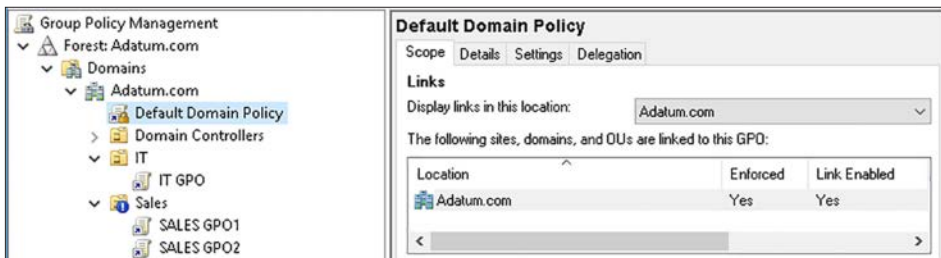 Group Policy Management
Forest: Adatum.com
Domains
Adatum.com
Default Domain Policy
Domain Controllers
IT
IT GPO
Sales
SALES GPO1
SALES GPO2
Default Domain Policy
Scope Details Settings Delegation
Links
Display links in this location: Adatum.com
The following sites, domains, and OUs are linked to this GPO:
Location Enforced Link Enabled
Adatum.com Yes Yes